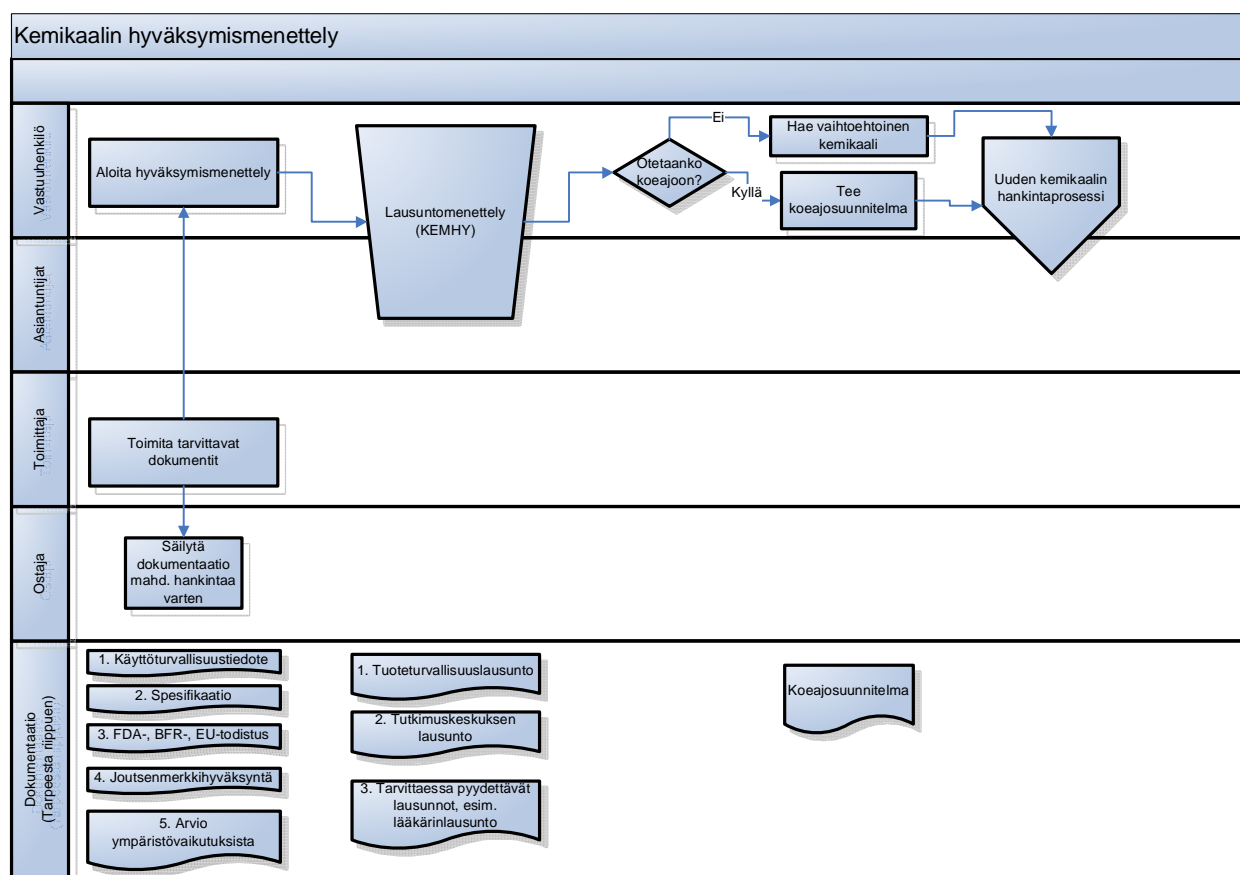 Kemikaalin hyväksymismenettely
Vastuuhenkilö
Aloita hyväksymismenettely
Lausuntomenettely
(KEMHY)
Otetaanko
koeajoon?
Ei
Kyllä
Hae vaihtoehtoinen
kemikaali
Tee
koeajosuunnitelma
Uuden kemikaalin
hankintaprosessi
Asiantuntijat
Toimittaja
Toimita tarvittavat
dokumentit
Ostaja
Säilytä
dokumentaatio
mahd. hankintaa
varten
Dokumentaatio
(Tarpeesta riippuen)
1. Käyttöturvallisuustiedote
2. Spesifikaatio
3. FDA-, BFR-, EU-todistus
4. Joutsenmerkkihyväksyntä
5. Arvio
ympäristövaikutuksista
1. Tuoteturvallisuuslausunto
2. Tutkimuskeskuksen
lausunto
3. Tarvittaessa pyydettävät
lausunnot, esim.
lääkärinlausunto
Koeajosuunnitelma